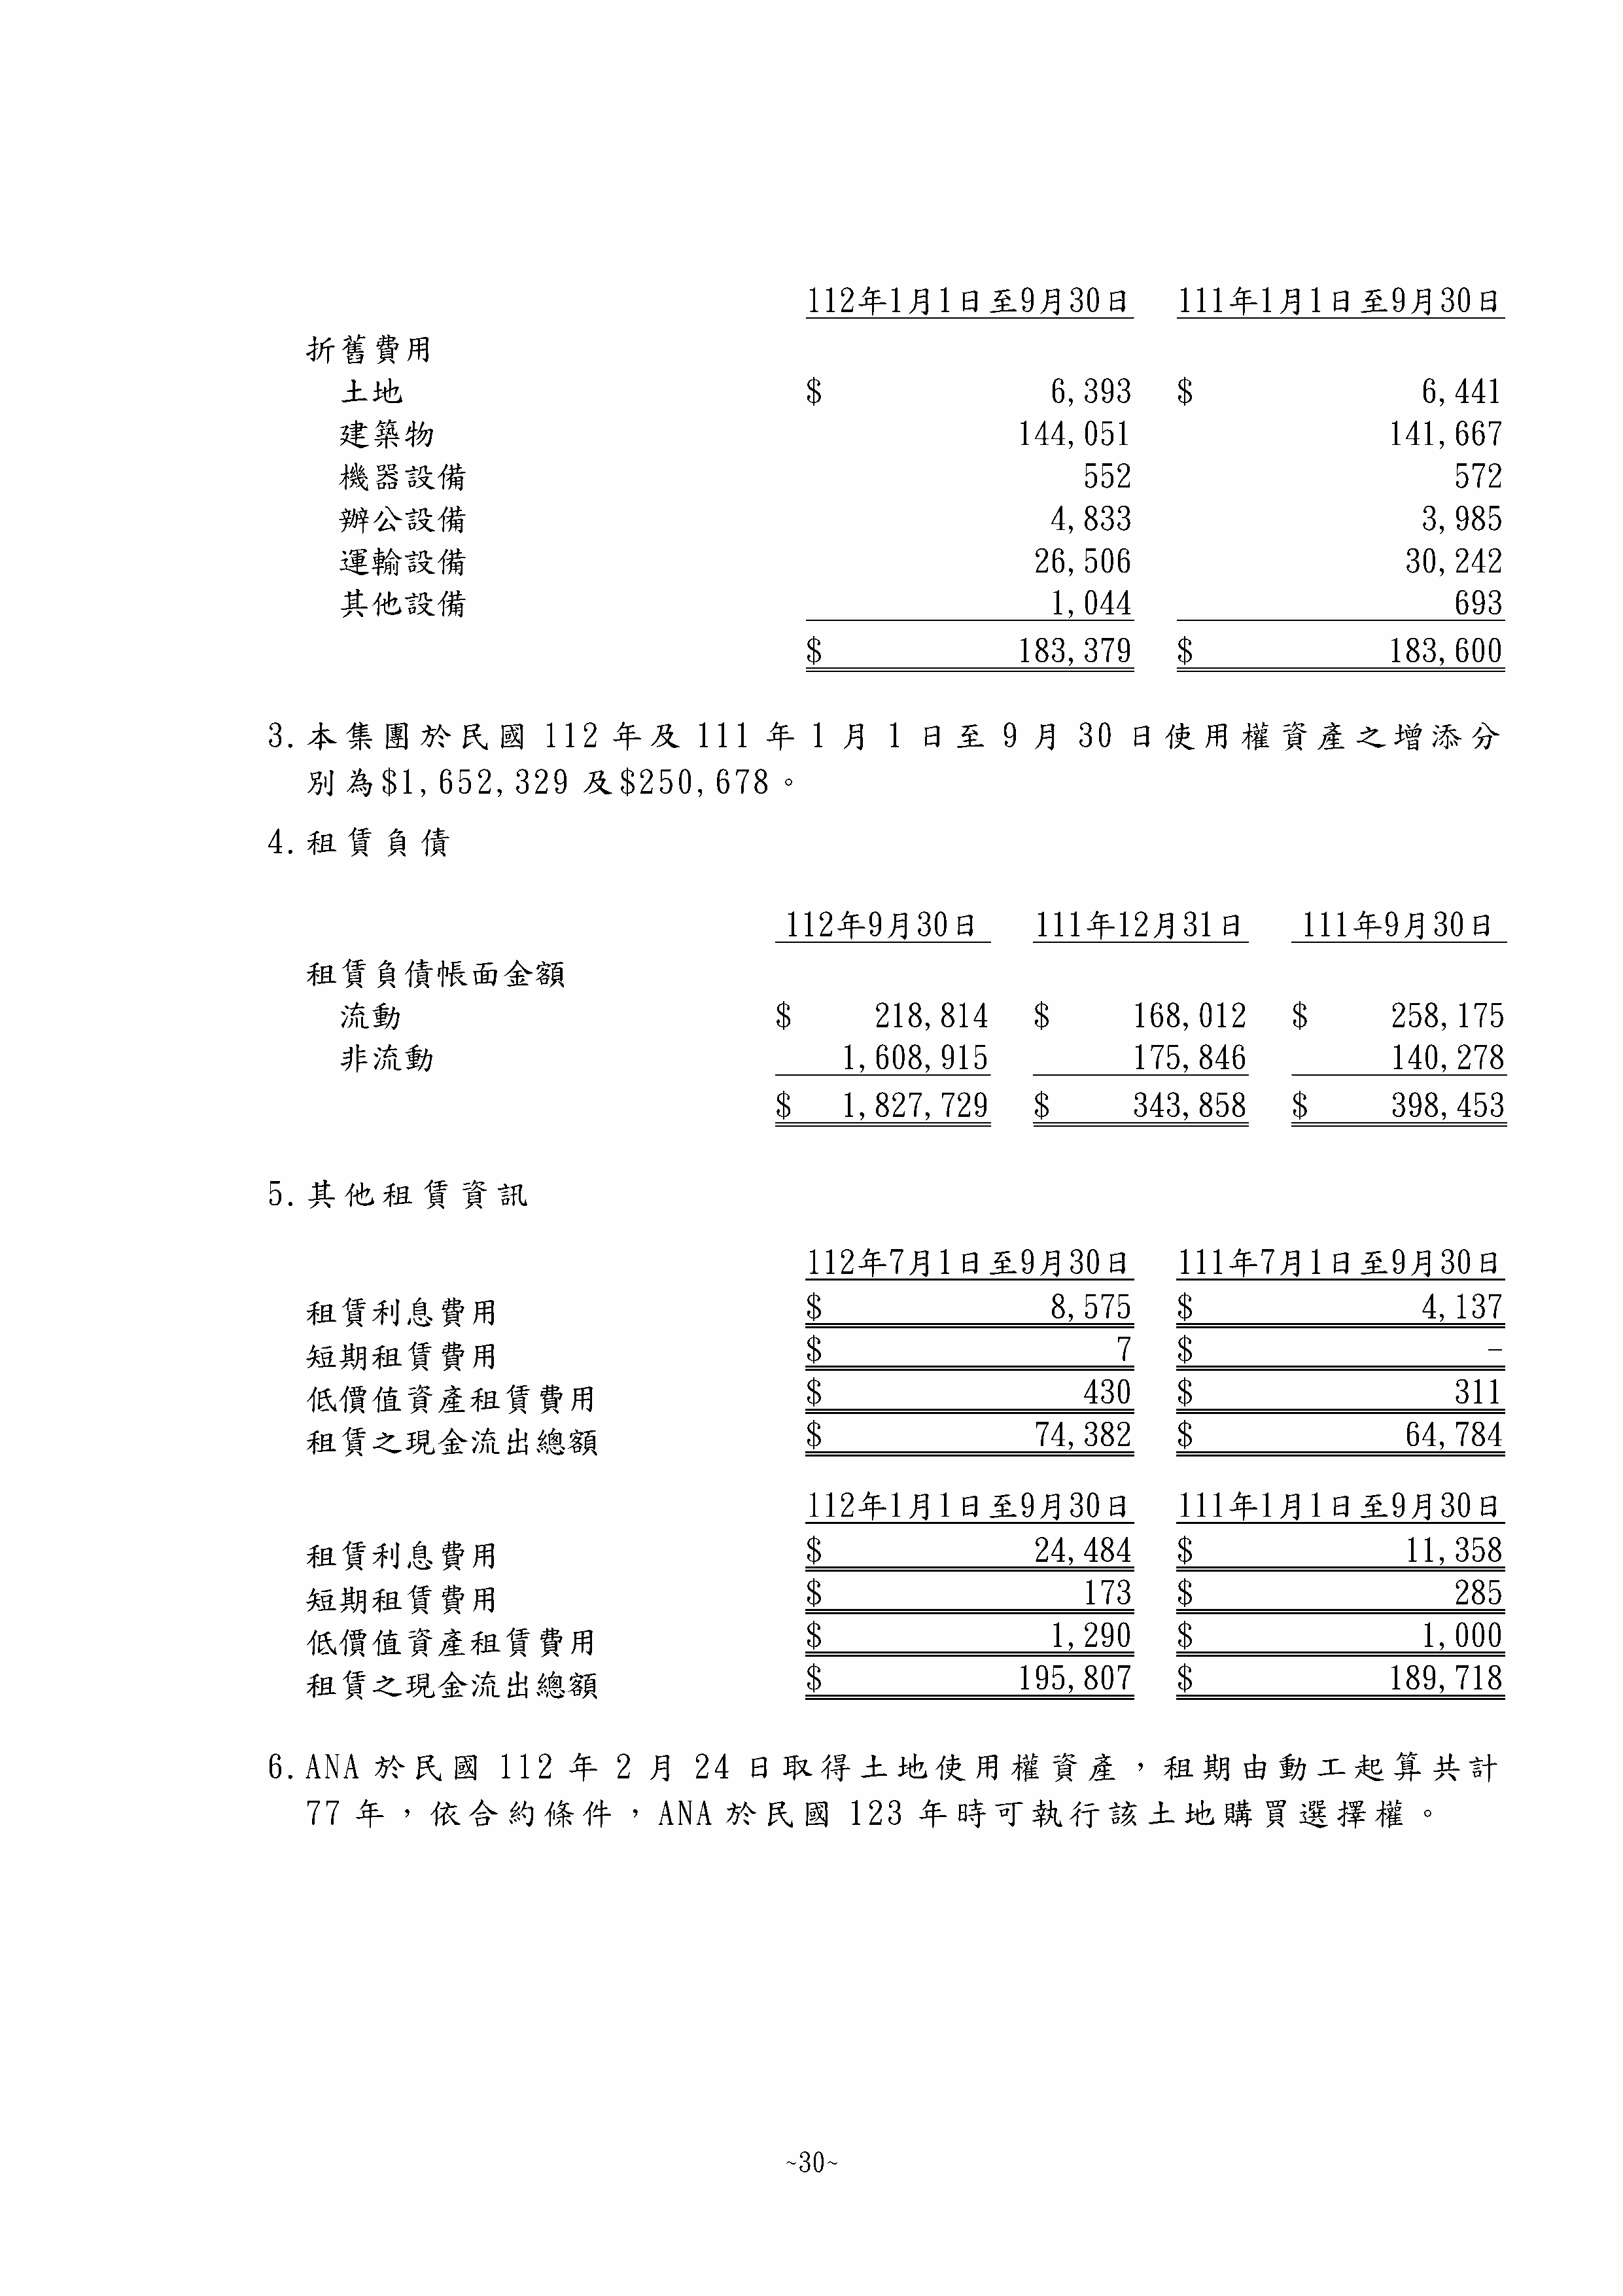 112年1月1日至9月30日 111年1月1日至9月30日
折舊費用
土地 $ 6,393 $ 6,441
建築物 144,051 141,667
機器設備 552 572
辦公設備 4,833 3,985
運輸設備 26,506 30,242
其他設備 1,044 693
$ 183,379 $ 183,600
3.本集團於民國 112 年及 111 年 1 月 1 日至 9 月 30 日使用權資產之增添分
別為$1,652,329 及$250,678。
4.租賃負債
112年9月30日 111年12月31日 111年9月30日
租賃負債帳面金額
流動 $ 218,814 $ 168,012 $ 258,175
非流動 1,608,915 175,846 140,278
$ 1,827,729 $ 343,858 $ 398,453
5.其他租賃資訊
112年7月1日至9月30日 111年7月1日至9月30日
租賃利息費用 $ 8,575 $ 4,137
短期租賃費用 $ 7 $ -
低價值資產租賃費用 $ 430 $ 311
租賃之現金流出總額 $ 74,382 $ 64,784
112年1月1日至9月30日 111年1月1日至9月30日
租賃利息費用 $ 24,484 $ 11,358
短期租賃費用 $ 173 $ 285
低價值資產租賃費用 $ 1,290 $ 1,000
租賃之現金流出總額 $ 195,807 $ 189,718
6.ANA 於民國 112 年 2 月 24 日取得土地使用權資產，租期由動工起算共計
77 年，依合約條件，ANA 於民國 123 年時可執行該土地購買選擇權。
~30~